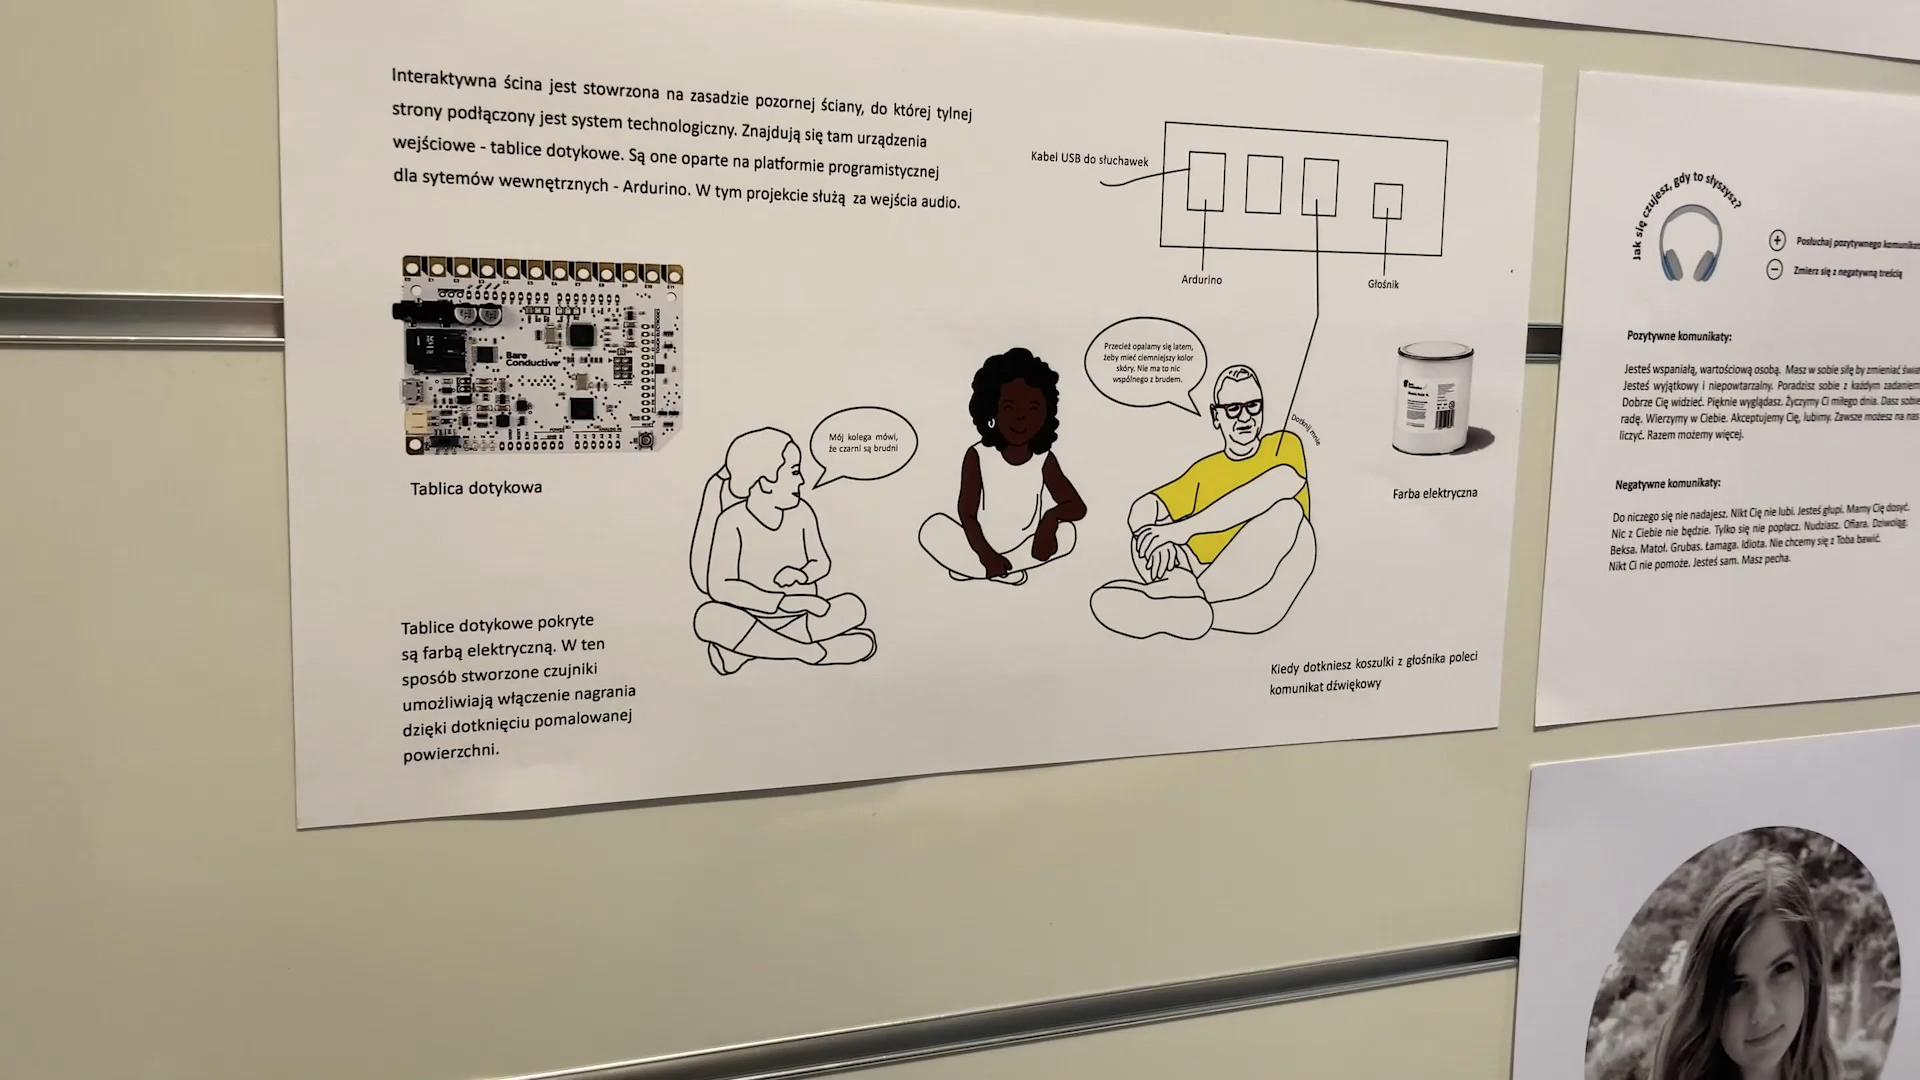 Interaktywna ścina jest stowrzona na zasadzie pozornej ściany, do której tylnej
strony podłączony jest system technologiczny. Znajdują się tam urządzenia
wejściowe - tablice dotykowe. Są one oparte na platformie programistycznej
dla sytemów wewnętrznych - Ardurino. W tym projekcie służą za wejścia audio.
Kabel USB do słuchawek
Ardurino
Głośnik
Bare
Conductive
Tablica dotykowa
Mój kolega mówi,
że czarni są brudni
Przecież opalamy się latem,
żeby mieć ciemniejszy kolor
skóry. Nie ma to nic
wspólnego z brudem.
Dotknij mnie
Farba elektryczna
Tablice dotykowe pokryte
są farbą elektryczną. W ten
sposób stworzone czujniki
umożliwiają włączenie nagrania
dzięki dotknięciu pomalowanej
powierzchni.
Kiedy dotkniesz koszulki z głośnika poleci
komunikat dźwiękowy
Jak się czujesz, gdy to słyszysz?
+ Posłuchaj pozytywnego komunika
− Zmierz się z negatywną treścią
Pozytywne komunikaty:
Jesteś wspaniałą, wartościową osobą. Masz w sobie siłę by zmieniać świa
Jesteś wyjątkowy i niepowtarzalny. Poradzisz sobie z każdym zadaniem
Dobrze Cię widzieć. Pięknie wyglądasz. Życzymy Ci miłego dnia. Dasz sobie
radę. Wierzymy w Ciebie. Akceptujemy Cię, lubimy. Zawsze możesz na nas
liczyć. Razem możemy więcej.
Negatywne komunikaty:
Do niczego się nie nadajesz. Nikt Cię nie lubi. Jesteś głupi. Mamy Cię dosyć.
Nic z Ciebie nie będzie. Tylko się nie popłacz. Nudziasz. Ofiara. Dziwoląg.
Beksa. Matoł. Grubas. Łamaga. Idiota. Nie chcemy się z Toba bawić.
Nikt Ci nie pomoże. Jesteś sam. Masz pecha.